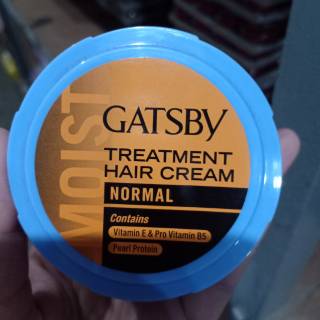 MOIST
GATSBY
TREATMENT
HAIR CREAM
NORMAL
Contains
Vitamin E & Pro Vitamin B5
Pearl Protein